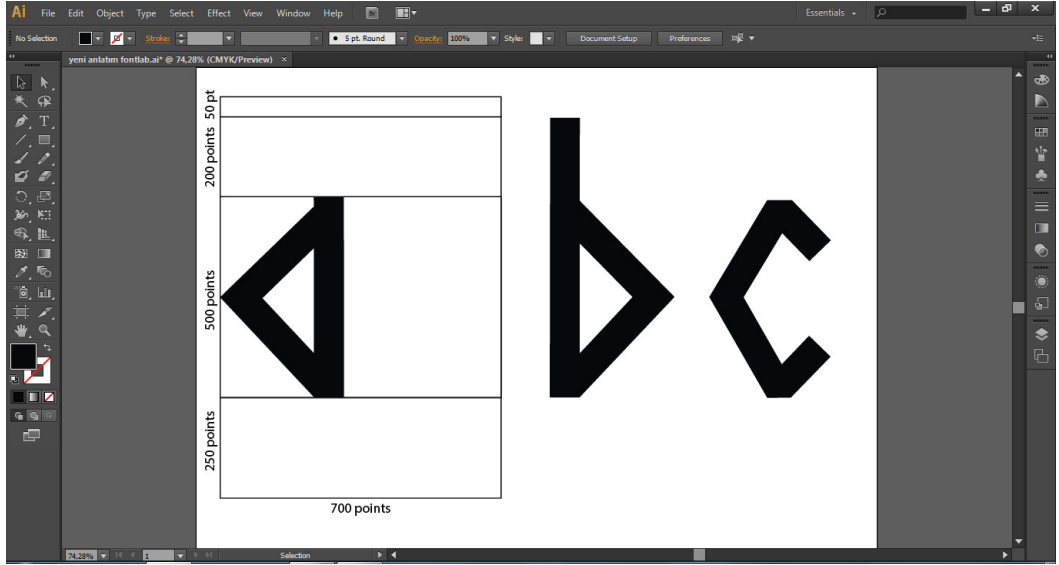 Ai File Edit Object Type Select Effect View Window Help Br Essentials
No Selection Stroke: 5 pt. Round Opacity: 100% Style: Document Setup Preferences
yeni anlatım fontlab.ai* @ 74,28% (CMYK/Preview) ×
50 pt
200 points
500 points
250 points
700 points
a b c
74,28% 1 Selection